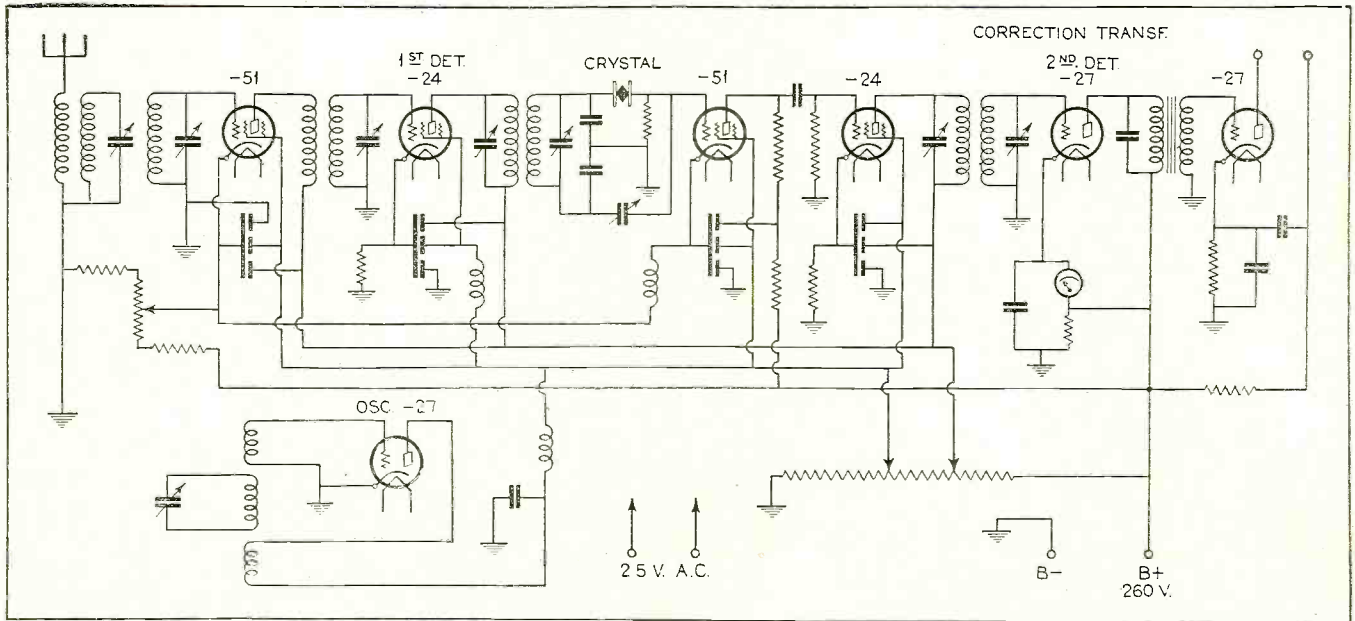 CORRECTION TRANSF.
1ST DET.
-24
-51
CRYSTAL
-51
-24
2ND. DET.
-27
-27
OSC. -27
2 5 V. A.C.
B-
B+
260 V.